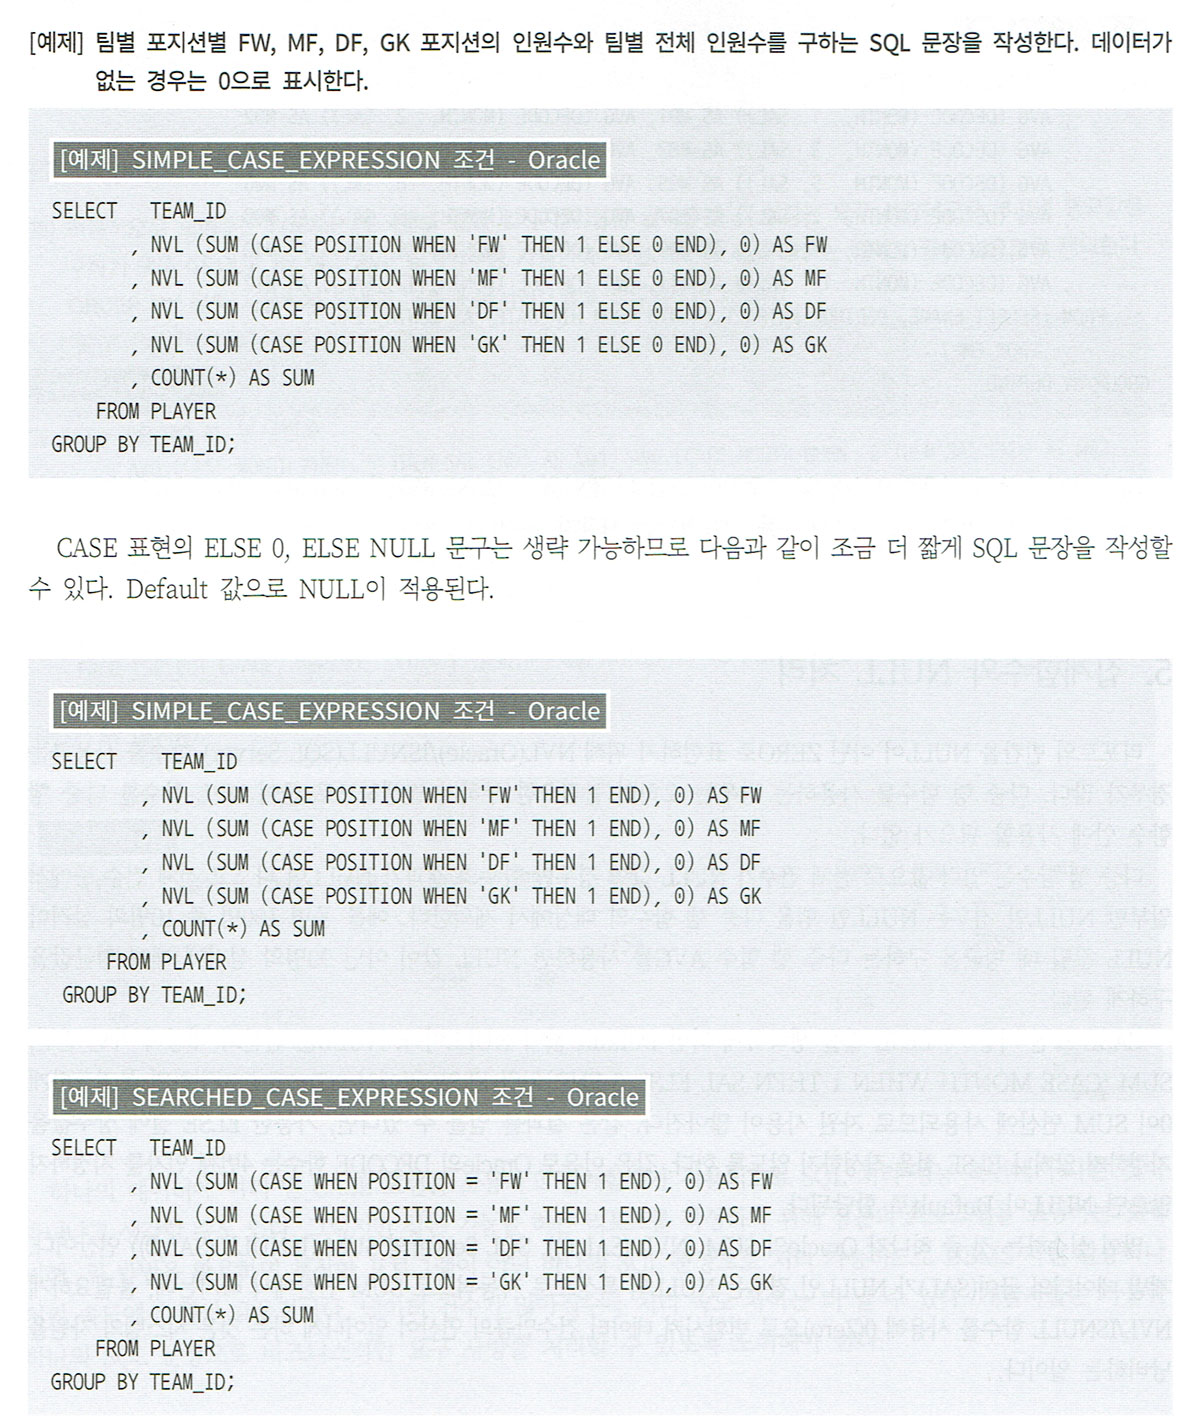 [예제] 팀별 포지션별 FW, MF, DF, GK 포지션의 인원수와 팀별 전체 인원수를 구하는 SQL 문장을 작성한다. 데이터가
없는 경우는 0으로 표시한다.
[예제] SIMPLE_CASE_EXPRESSION 조건 - Oracle
SELECT TEAM_ID
, NVL (SUM (CASE POSITION WHEN 'FW' THEN 1 ELSE 0 END), 0) AS FW
, NVL (SUM (CASE POSITION WHEN 'MF' THEN 1 ELSE 0 END), 0) AS MF
, NVL (SUM (CASE POSITION WHEN 'DF' THEN 1 ELSE 0 END), 0) AS DF
, NVL (SUM (CASE POSITION WHEN 'GK' THEN 1 ELSE 0 END), 0) AS GK
, COUNT(*) AS SUM
FROM PLAYER
GROUP BY TEAM_ID;
CASE 표현의 ELSE 0, ELSE NULL 문구는 생략 가능하므로 다음과 같이 조금 더 짧게 SQL 문장을 작성할
수 있다. Default 값으로 NULL이 적용된다.
[예제] SIMPLE_CASE_EXPRESSION 조건 - Oracle
SELECT TEAM_ID
, NVL (SUM (CASE POSITION WHEN 'FW' THEN 1 END), 0) AS FW
, NVL (SUM (CASE POSITION WHEN 'MF' THEN 1 END), 0) AS MF
, NVL (SUM (CASE POSITION WHEN 'DF' THEN 1 END), 0) AS DF
, NVL (SUM (CASE POSITION WHEN 'GK' THEN 1 END), 0) AS GK
, COUNT(*) AS SUM
FROM PLAYER
GROUP BY TEAM_ID;
[예제] SEARCHED_CASE_EXPRESSION 조건 - Oracle
SELECT TEAM_ID
, NVL (SUM (CASE WHEN POSITION = 'FW' THEN 1 END), 0) AS FW
, NVL (SUM (CASE WHEN POSITION = 'MF' THEN 1 END), 0) AS MF
, NVL (SUM (CASE WHEN POSITION = 'DF' THEN 1 END), 0) AS DF
, NVL (SUM (CASE WHEN POSITION = 'GK' THEN 1 END), 0) AS GK
, COUNT(*) AS SUM
FROM PLAYER
GROUP BY TEAM_ID;